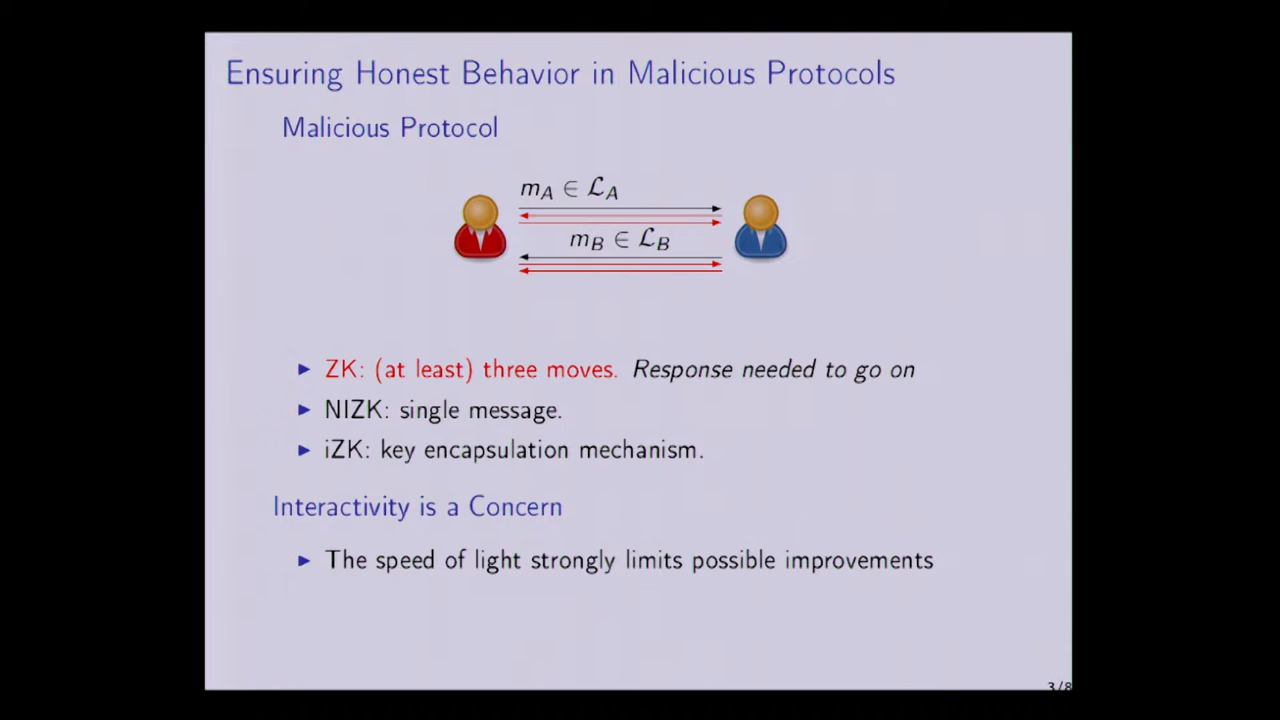 Ensuring Honest Behavior in Malicious Protocols
Malicious Protocol
m_A ∈ ℒ_A
m_B ∈ ℒ_B
ZK: (at least) three moves. Response needed to go on
NIZK: single message.
iZK: key encapsulation mechanism.
Interactivity is a Concern
The speed of light strongly limits possible improvements
3/8